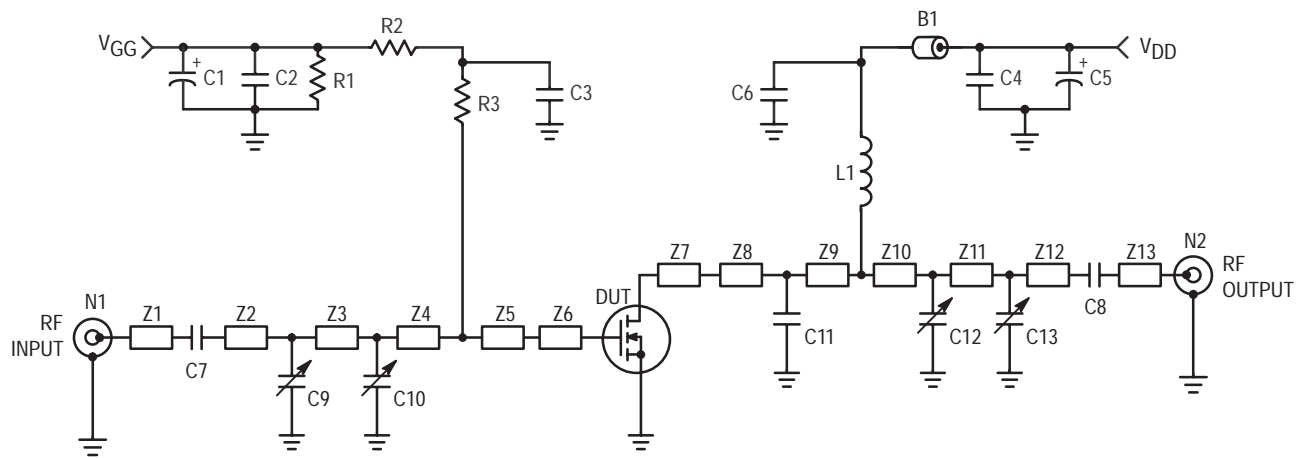 B1
R2
VGG
VDD
+
C1
C2
R1
R3
C3
C6
C4
+
C5
L1
N2
Z7
Z8
Z9
Z10
Z11
Z12
Z13
RF
OUTPUT
N1
DUT
C8
RF
INPUT
Z1
Z2
Z3
Z4
Z5
Z6
C11
C12
C13
C7
C9
C10